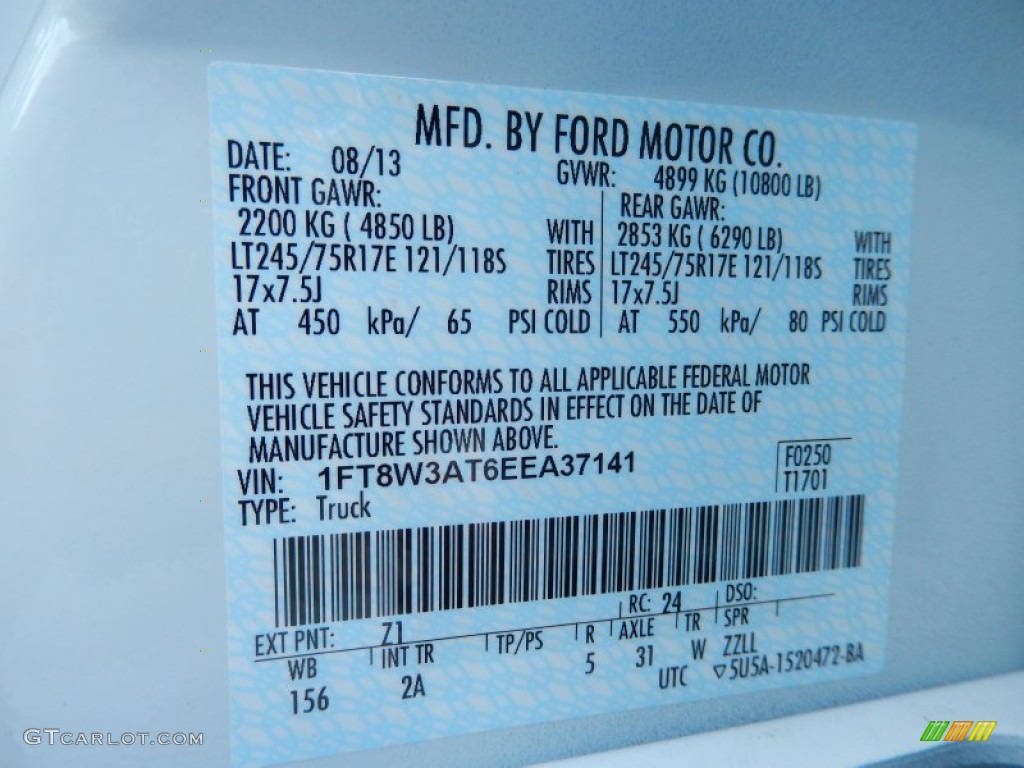 MFD. BY FORD MOTOR CO.
DATE: 08/13 GVWR: 4899 KG (10800 LB)
FRONT GAWR: REAR GAWR:
2200 KG ( 4850 LB) WITH 2853 KG ( 6290 LB) WITH
LT245/75R17E 121/118S TIRES LT245/75R17E 121/118S TIRES
17x7.5J RIMS 17x7.5J RIMS
AT 450 kPa/ 65 PSI COLD AT 550 kPa/ 80 PSI COLD
THIS VEHICLE CONFORMS TO ALL APPLICABLE FEDERAL MOTOR
VEHICLE SAFETY STANDARDS IN EFFECT ON THE DATE OF
MANUFACTURE SHOWN ABOVE.
VIN: 1FT8W3AT6EEA37141 F0250
TYPE: Truck T1701
EXT PNT: Z1 RC: 24 DSO:
WB INT TR TP/PS R AXLE TR SPR
156 2A 5 31 W ZZLL
UTC ▽5U5A-1520472-BA
GTCARLOT.COM